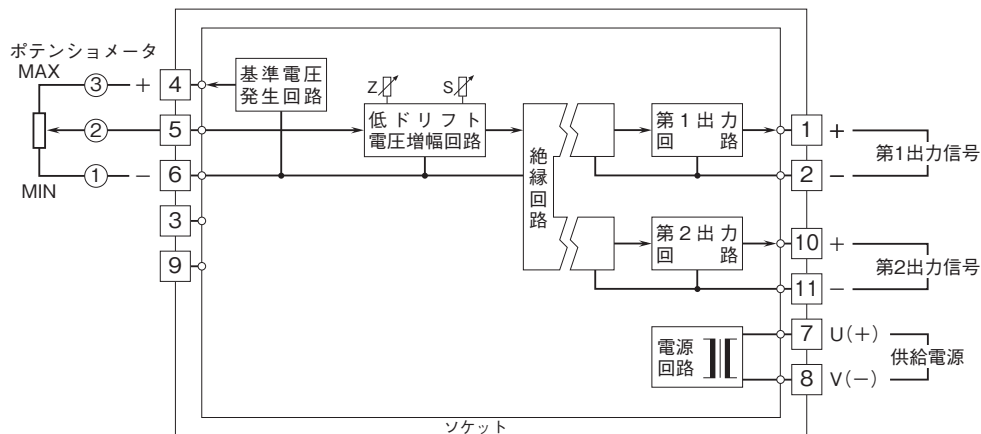 ポテンショメータ
MAX
③ + 4
② 5
① − 6
MIN
3
9
基準電圧
発生回路
Z
S
低ドリフト
電圧増幅回路
絶縁回路
第1出力
回路
第2出力
回路
電源
回路
1 +
2 −
第1出力信号
10 +
11 −
第2出力信号
7 U(+)
8 V(−)
供給電源
ソケット